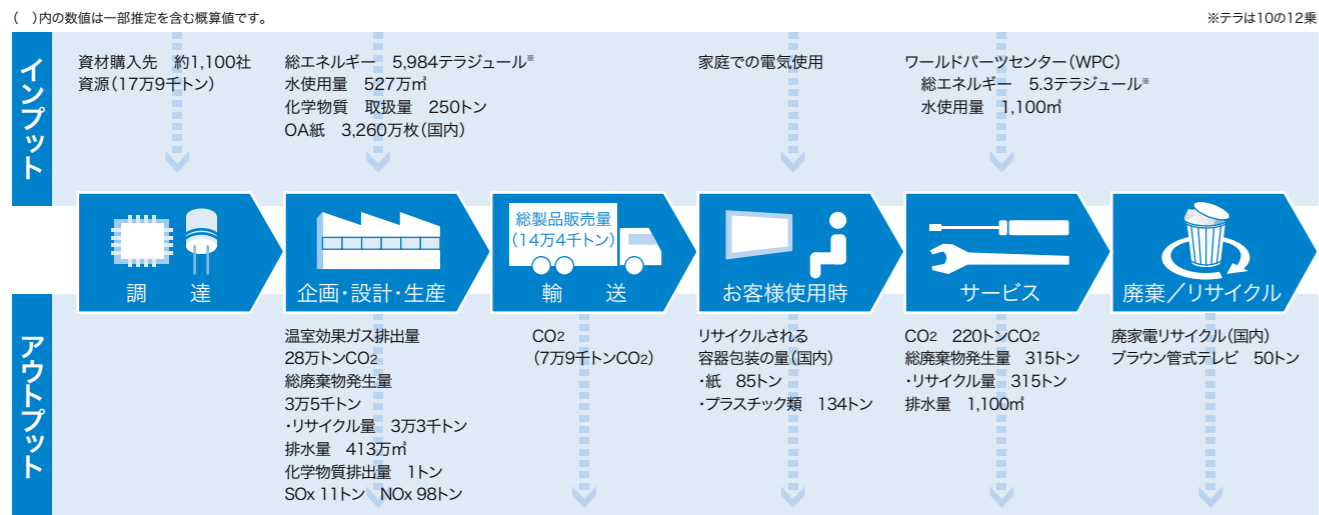 (　)内の数値は一部推定を含む概算値です。
※テラは10の12乗
インプット
資材購入先　約1,100社
資源(17万9千トン)
総エネルギー　5,984テラジュール※
水使用量　527万㎥
化学物質　取扱量　250トン
OA紙　3,260万枚(国内)
家庭での電気使用
ワールドパーツセンター(WPC)
総エネルギー　5.3テラジュール※
水使用量　1,100㎥
調　達
企画・設計・生産
総製品販売量
(14万4千トン)
輸　送
お客様使用時
サービス
廃棄／リサイクル
アウトプット
温室効果ガス排出量
28万トンCO2
総廃棄物発生量
3万5千トン
・リサイクル量　3万3千トン
排水量　413万㎥
化学物質排出量　1トン
SOx 11トン　NOx 98トン
CO2
(7万9千トンCO2)
リサイクルされる
容器包装の量(国内)
・紙　85トン
・プラスチック類　134トン
CO2　220トンCO2
総廃棄物発生量　315トン
・リサイクル量　315トン
排水量　1,100㎥
廃家電リサイクル(国内)
ブラウン管式テレビ　50トン